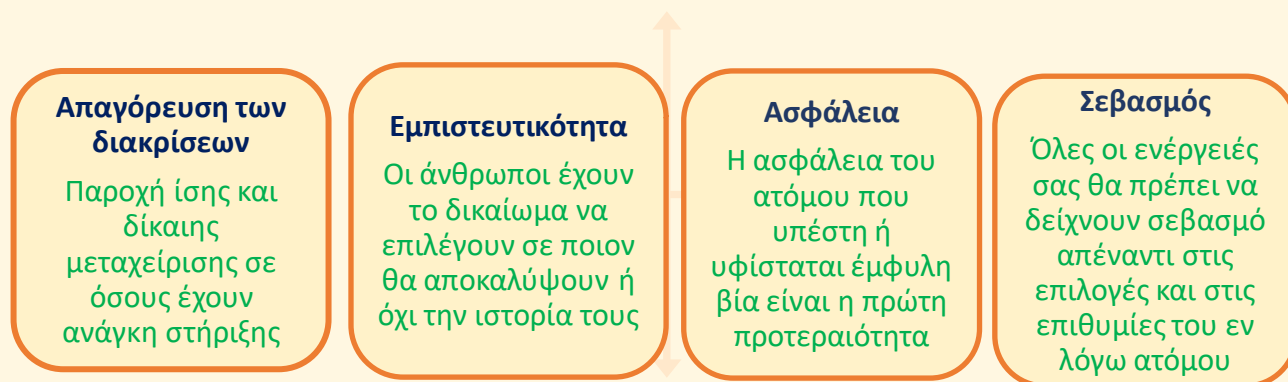 Απαγόρευση των
διακρίσεων
Παροχή ίσης και
δίκαιης
μεταχείρισης σε
όσους έχουν
ανάγκη στήριξης
Εμπιστευτικότητα
Οι άνθρωποι έχουν
το δικαίωμα να
επιλέγουν σε ποιον
θα αποκαλύψουν ή
όχι την ιστορία τους
Ασφάλεια
Η ασφάλεια του
ατόμου που
υπέστη ή
υφίσταται έμφυλη
βία είναι η πρώτη
προτεραιότητα
Σεβασμός
Όλες οι ενέργειές
σας θα πρέπει να
δείχνουν σεβασμό
απέναντι στις
επιλογές και στις
επιθυμίες του εν
λόγω ατόμου